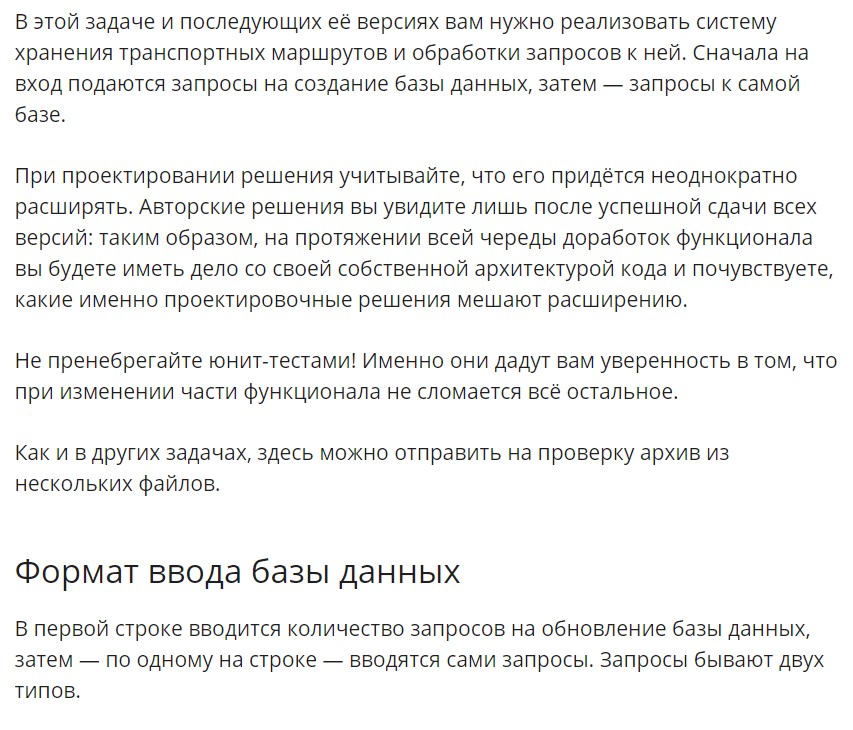 В этой задаче и последующих её версиях вам нужно реализовать систему
хранения транспортных маршрутов и обработки запросов к ней. Сначала на
вход подаются запросы на создание базы данных, затем — запросы к самой
базе.
При проектировании решения учитывайте, что его придётся неоднократно
расширять. Авторские решения вы увидите лишь после успешной сдачи всех
версий: таким образом, на протяжении всей череды доработок функционала
вы будете иметь дело со своей собственной архитектурой кода и почувствуете,
какие именно проектировочные решения мешают расширению.
Не пренебрегайте юнит-тестами! Именно они дадут вам уверенность в том, что
при изменении части функционала не сломается всё остальное.
Как и в других задачах, здесь можно отправить на проверку архив из
нескольких файлов.
Формат ввода базы данных
В первой строке вводится количество запросов на обновление базы данных,
затем — по одному на строке — вводятся сами запросы. Запросы бывают двух
типов.